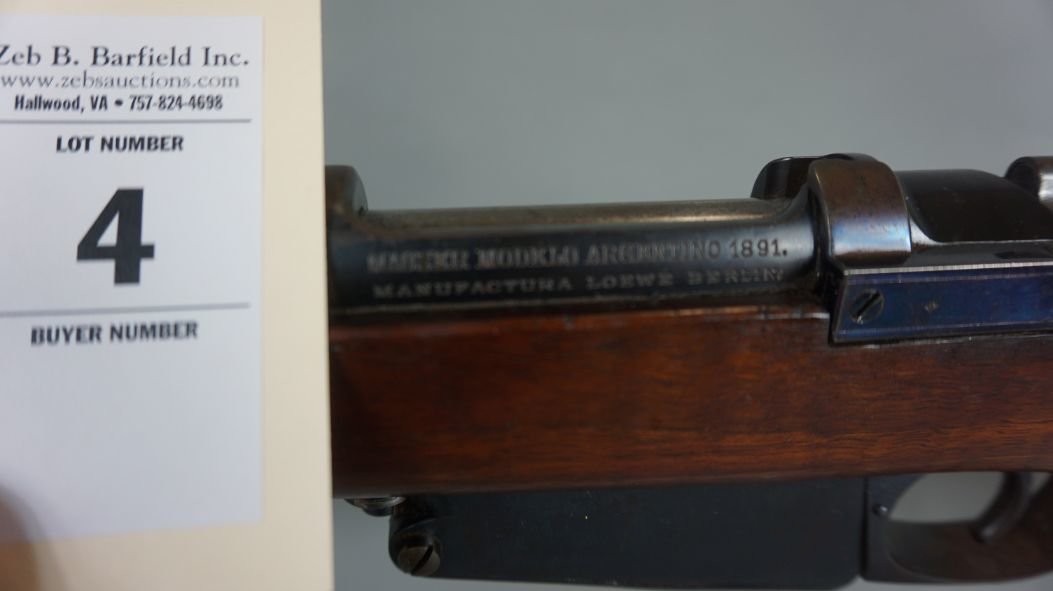 Zeb B. Barfield Inc.
www.zebsauctions.com
Hallwood, VA • 757-824-4698
LOT NUMBER
4
BUYER NUMBER
MAUSER MODELO ARGENTINO 1891.
MANUFACTURA LOEWE BERLIN